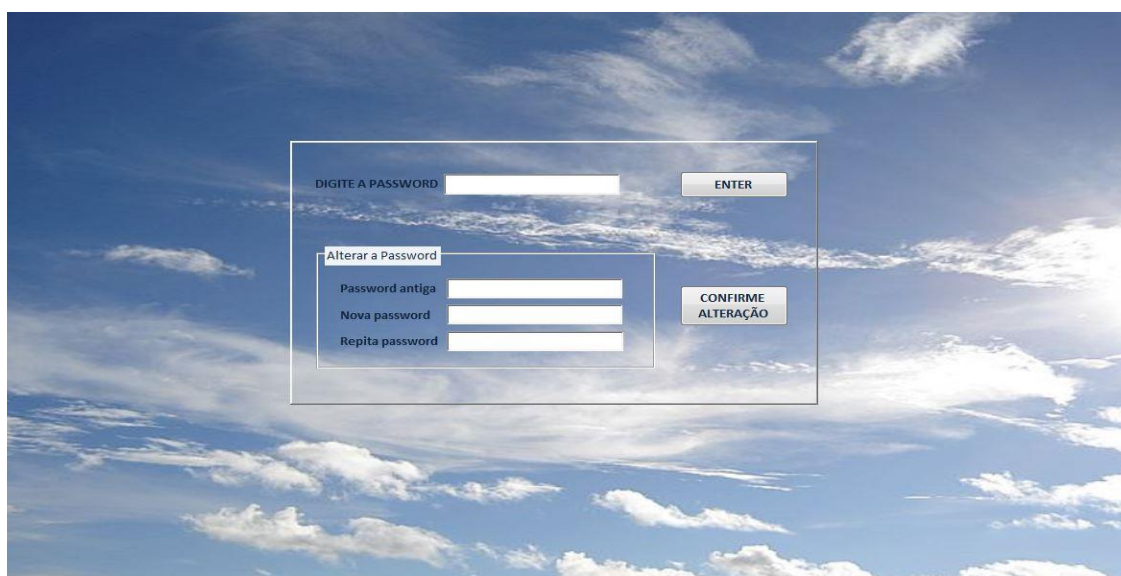 DIGITE A PASSWORD
ENTER
Alterar a Password
Password antiga
Nova password
Repita password
CONFIRME
ALTERAÇÃO